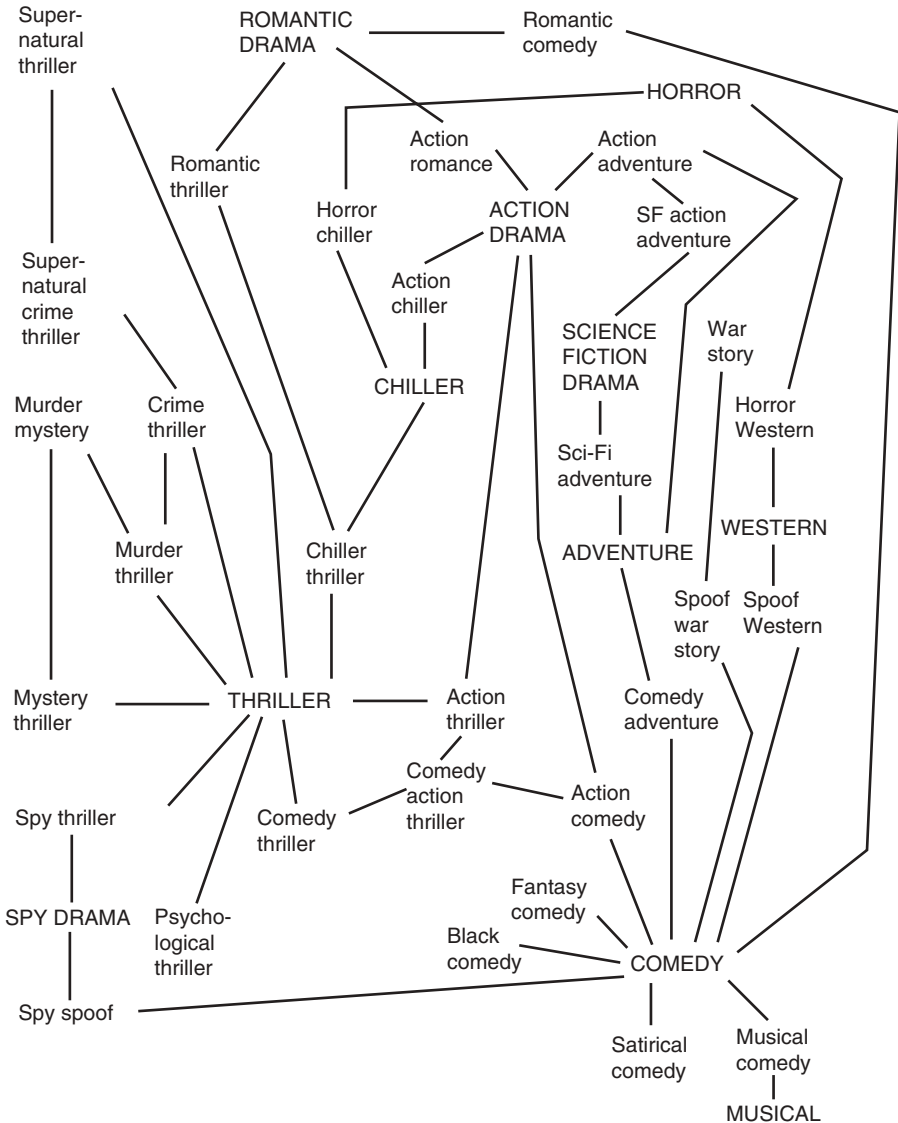 Super-
natural
thriller
ROMANTIC
DRAMA
Romantic
comedy
HORROR
Romantic
thriller
Action
romance
Action
adventure
Horror
chiller
ACTION
DRAMA
SF action
adventure
Super-
natural
crime
thriller
Action
chiller
SCIENCE
FICTION
DRAMA
War
story
CHILLER
Murder
mystery
Crime
thriller
Horror
Western
Sci-Fi
adventure
Murder
thriller
Chiller
thriller
ADVENTURE
WESTERN
Spoof
war
story
Spoof
Western
Mystery
thriller
THRILLER
Action
thriller
Comedy
adventure
Spy thriller
Comedy
thriller
Comedy
action
thriller
Action
comedy
SPY DRAMA
Psycho-
logical
thriller
Fantasy
comedy
Black
comedy
COMEDY
Spy spoof
Satirical
comedy
Musical
comedy
MUSICAL